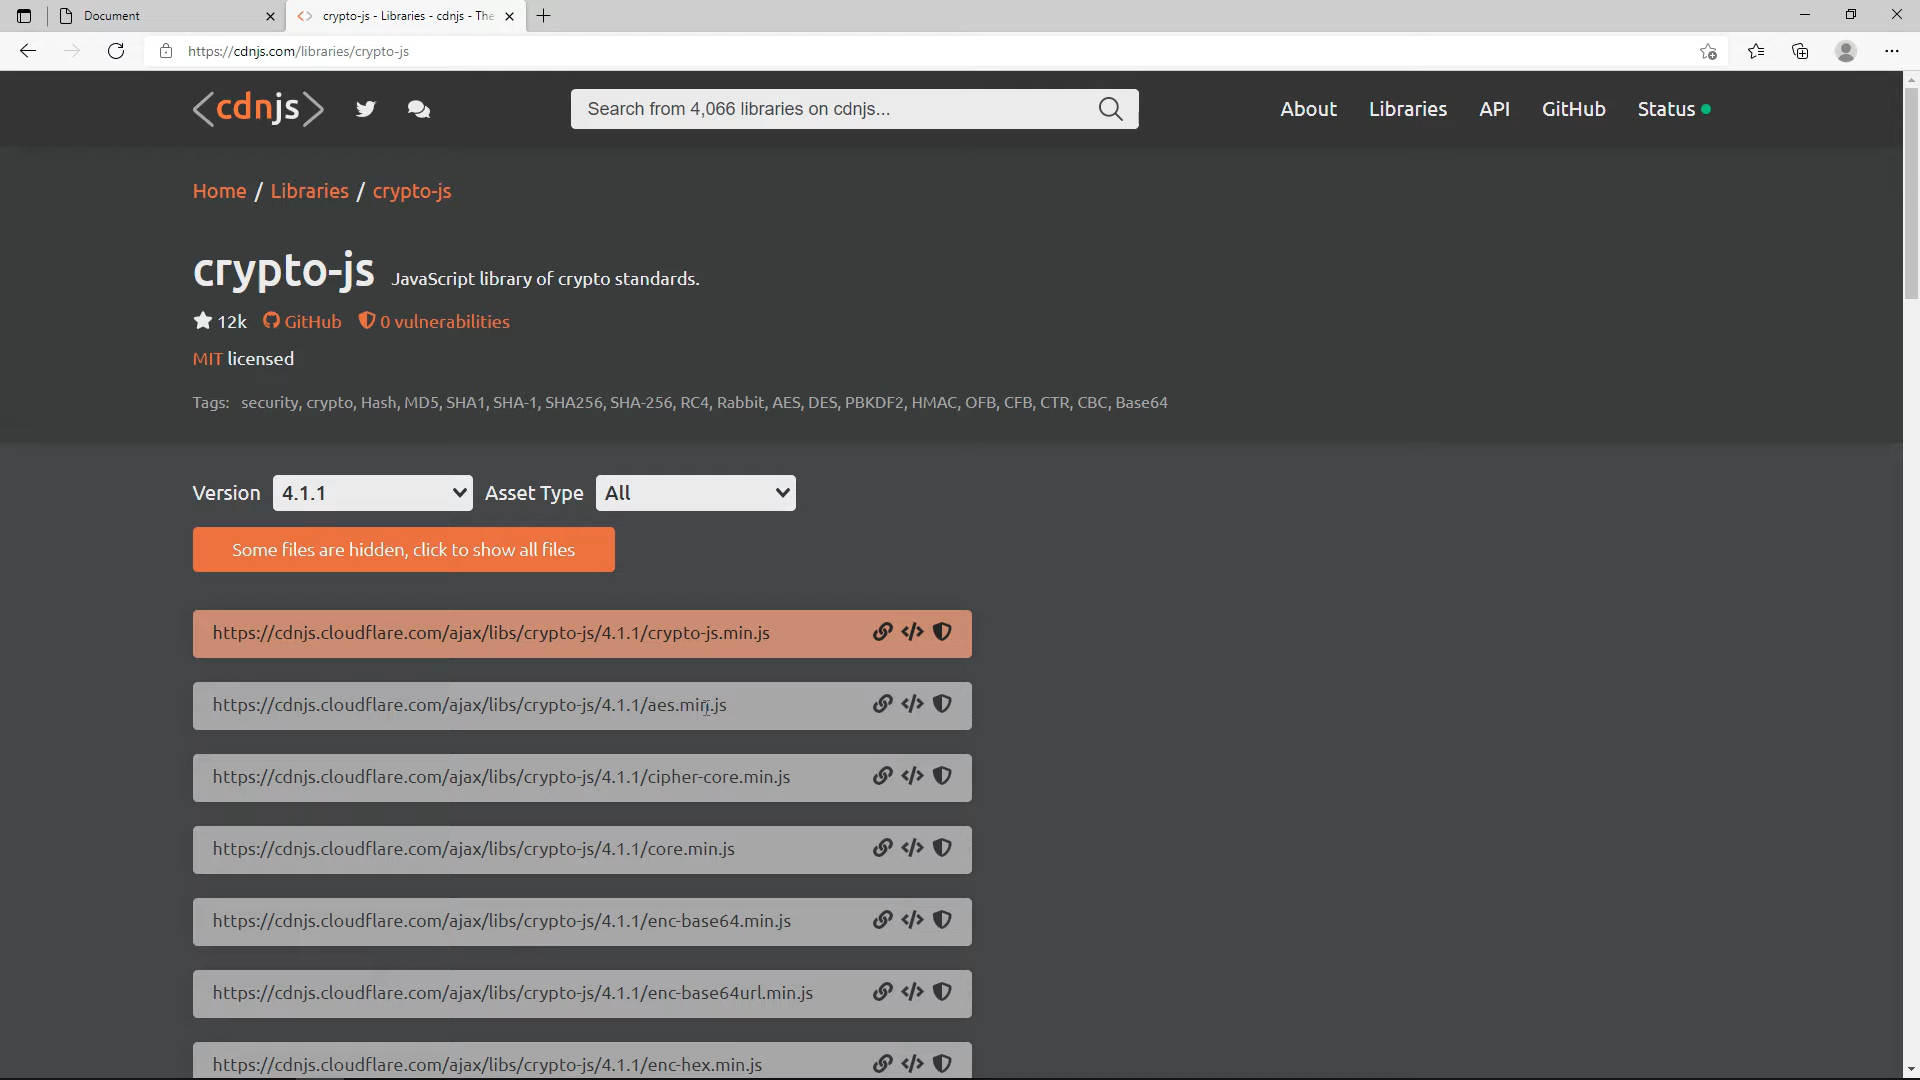 Document
crypto-js - Libraries - cdnjs - The
https://cdnjs.com/libraries/crypto-js
<cdnjs>
Search from 4,066 libraries on cdnjs...
About Libraries API GitHub Status
Home / Libraries / crypto-js
crypto-js JavaScript library of crypto standards.
12k GitHub 0 vulnerabilities
MIT licensed
Tags: security, crypto, Hash, MD5, SHA1, SHA-1, SHA256, SHA-256, RC4, Rabbit, AES, DES, PBKDF2, HMAC, OFB, CFB, CTR, CBC, Base64
Version 4.1.1 Asset Type All
Some files are hidden, click to show all files
https://cdnjs.cloudflare.com/ajax/libs/crypto-js/4.1.1/crypto-js.min.js
https://cdnjs.cloudflare.com/ajax/libs/crypto-js/4.1.1/aes.min.js
https://cdnjs.cloudflare.com/ajax/libs/crypto-js/4.1.1/cipher-core.min.js
https://cdnjs.cloudflare.com/ajax/libs/crypto-js/4.1.1/core.min.js
https://cdnjs.cloudflare.com/ajax/libs/crypto-js/4.1.1/enc-base64.min.js
https://cdnjs.cloudflare.com/ajax/libs/crypto-js/4.1.1/enc-base64url.min.js
https://cdnjs.cloudflare.com/ajax/libs/crypto-js/4.1.1/enc-hex.min.js